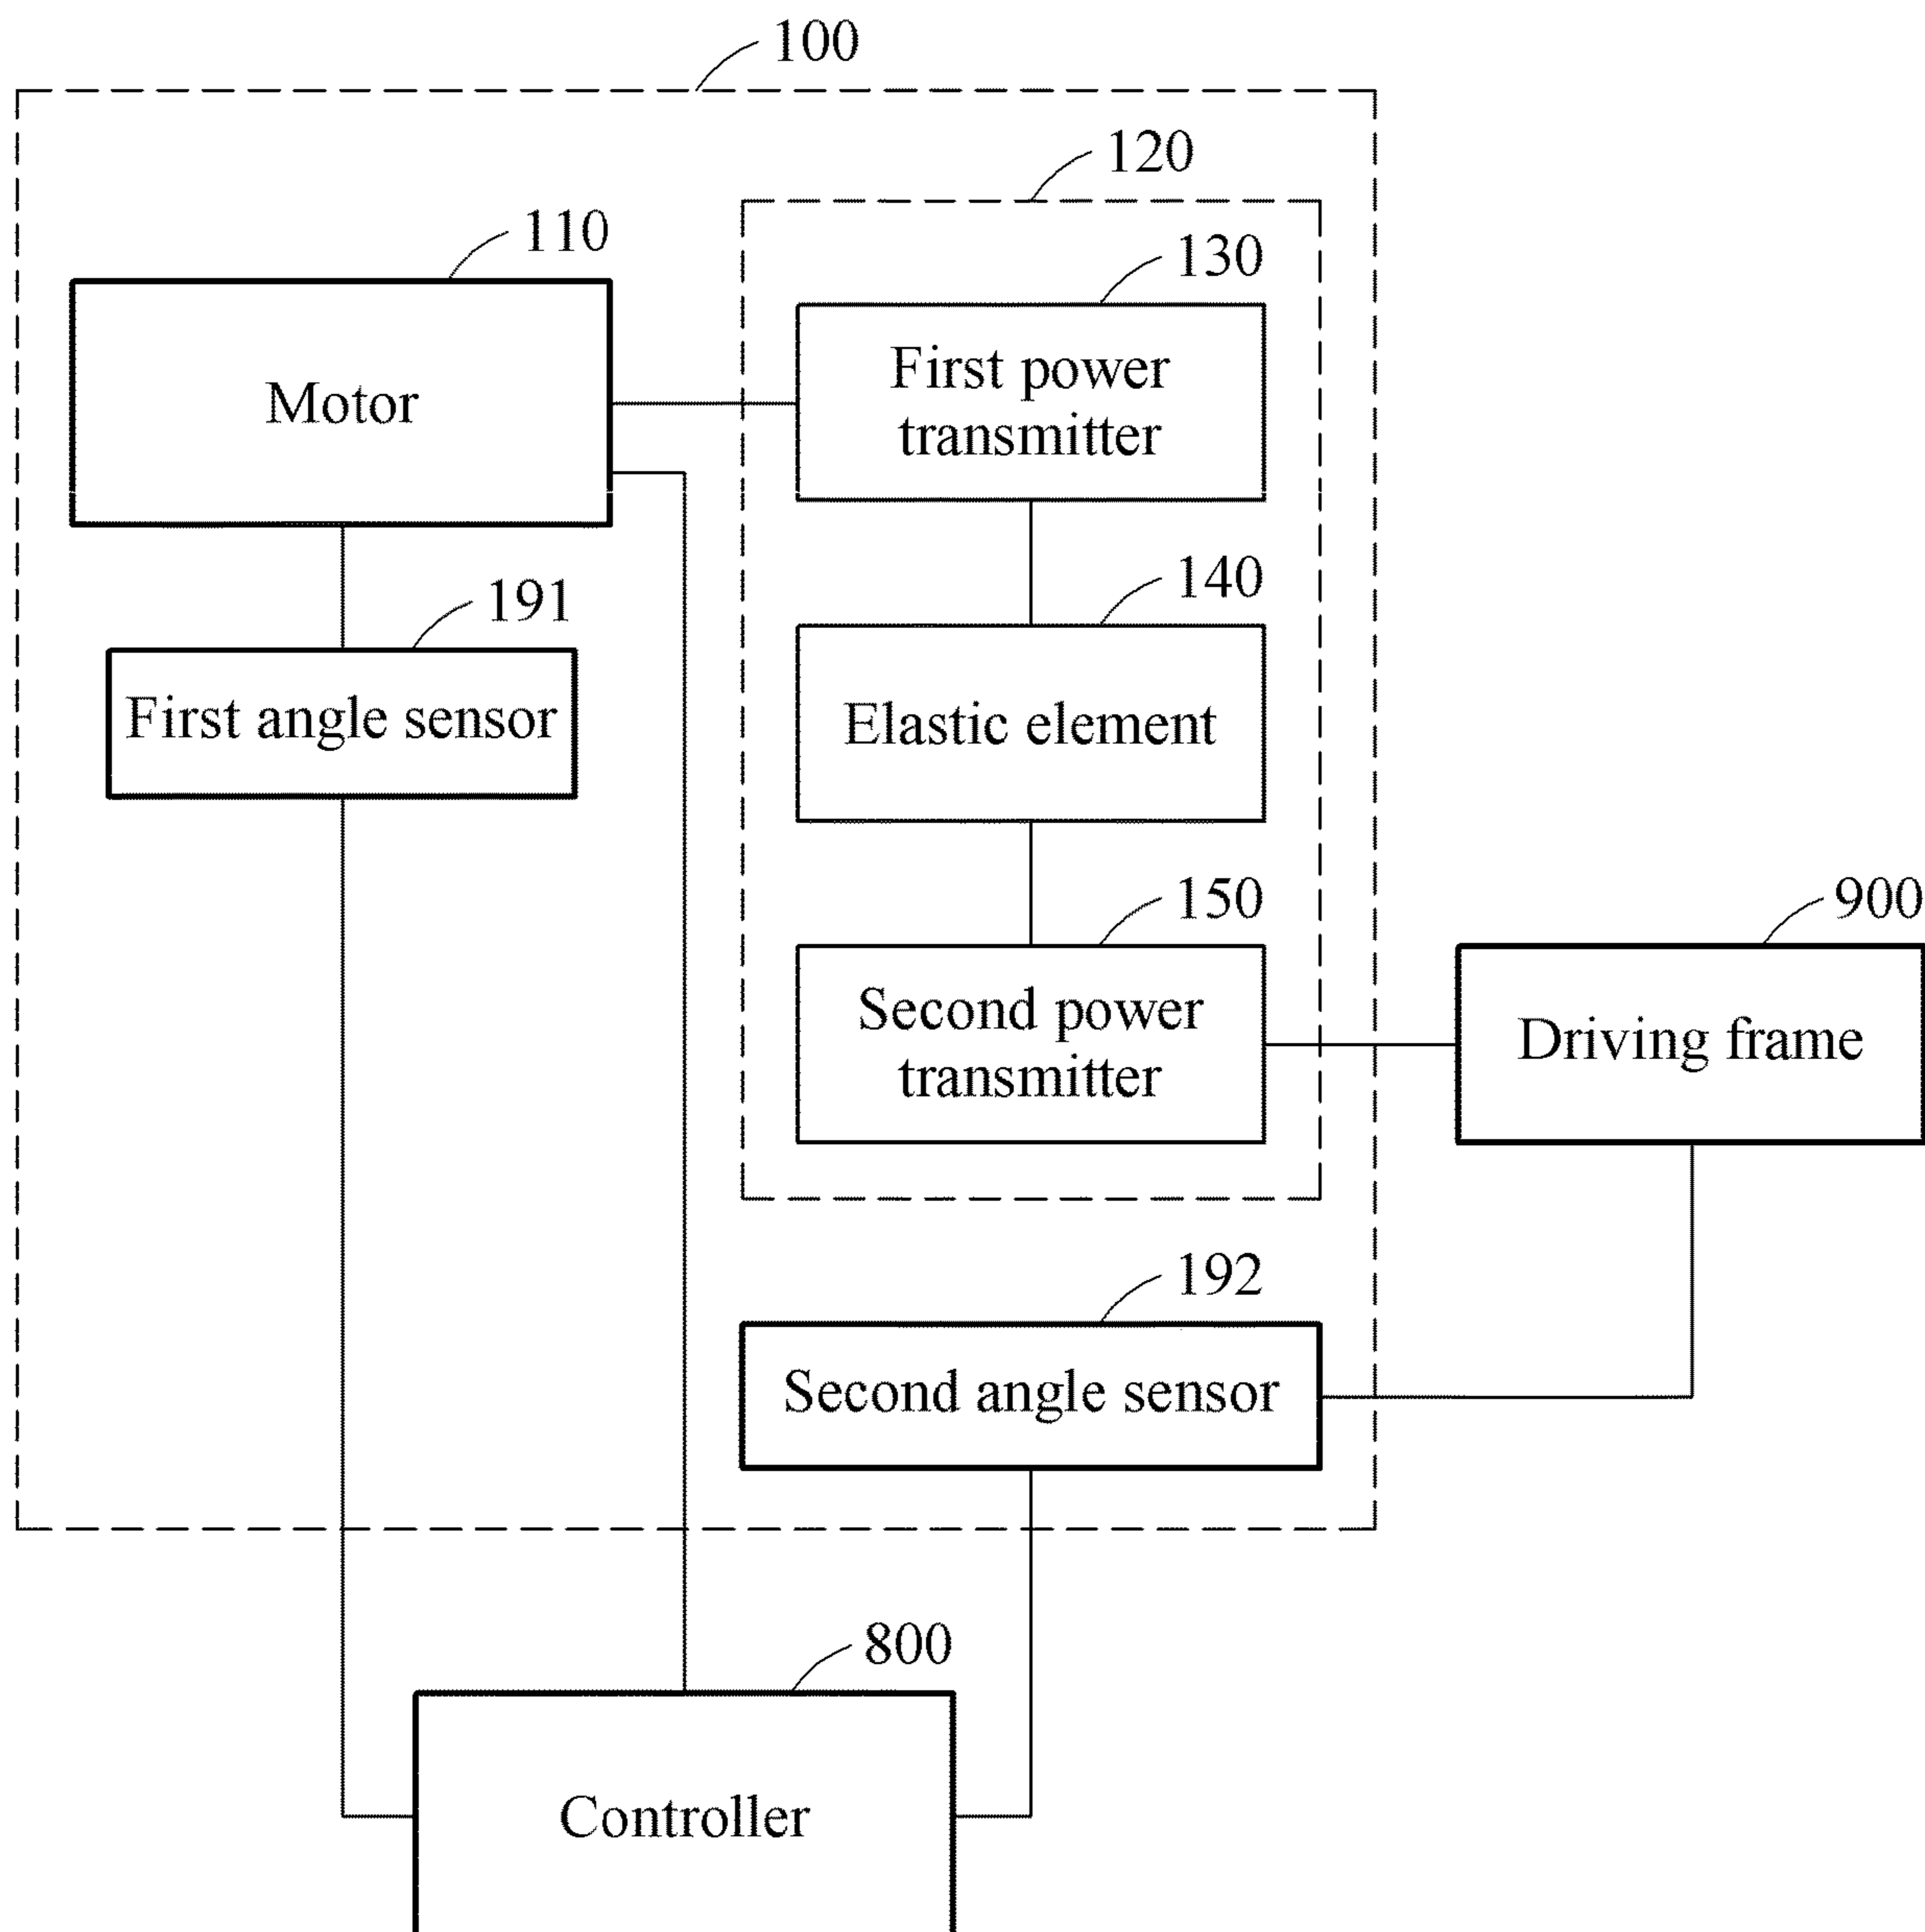 100
120
110
130
Motor
First power
transmitter
140
191
First angle sensor
Elastic element
150
900
Second power
transmitter
Driving frame
192
Second angle sensor
800
Controller